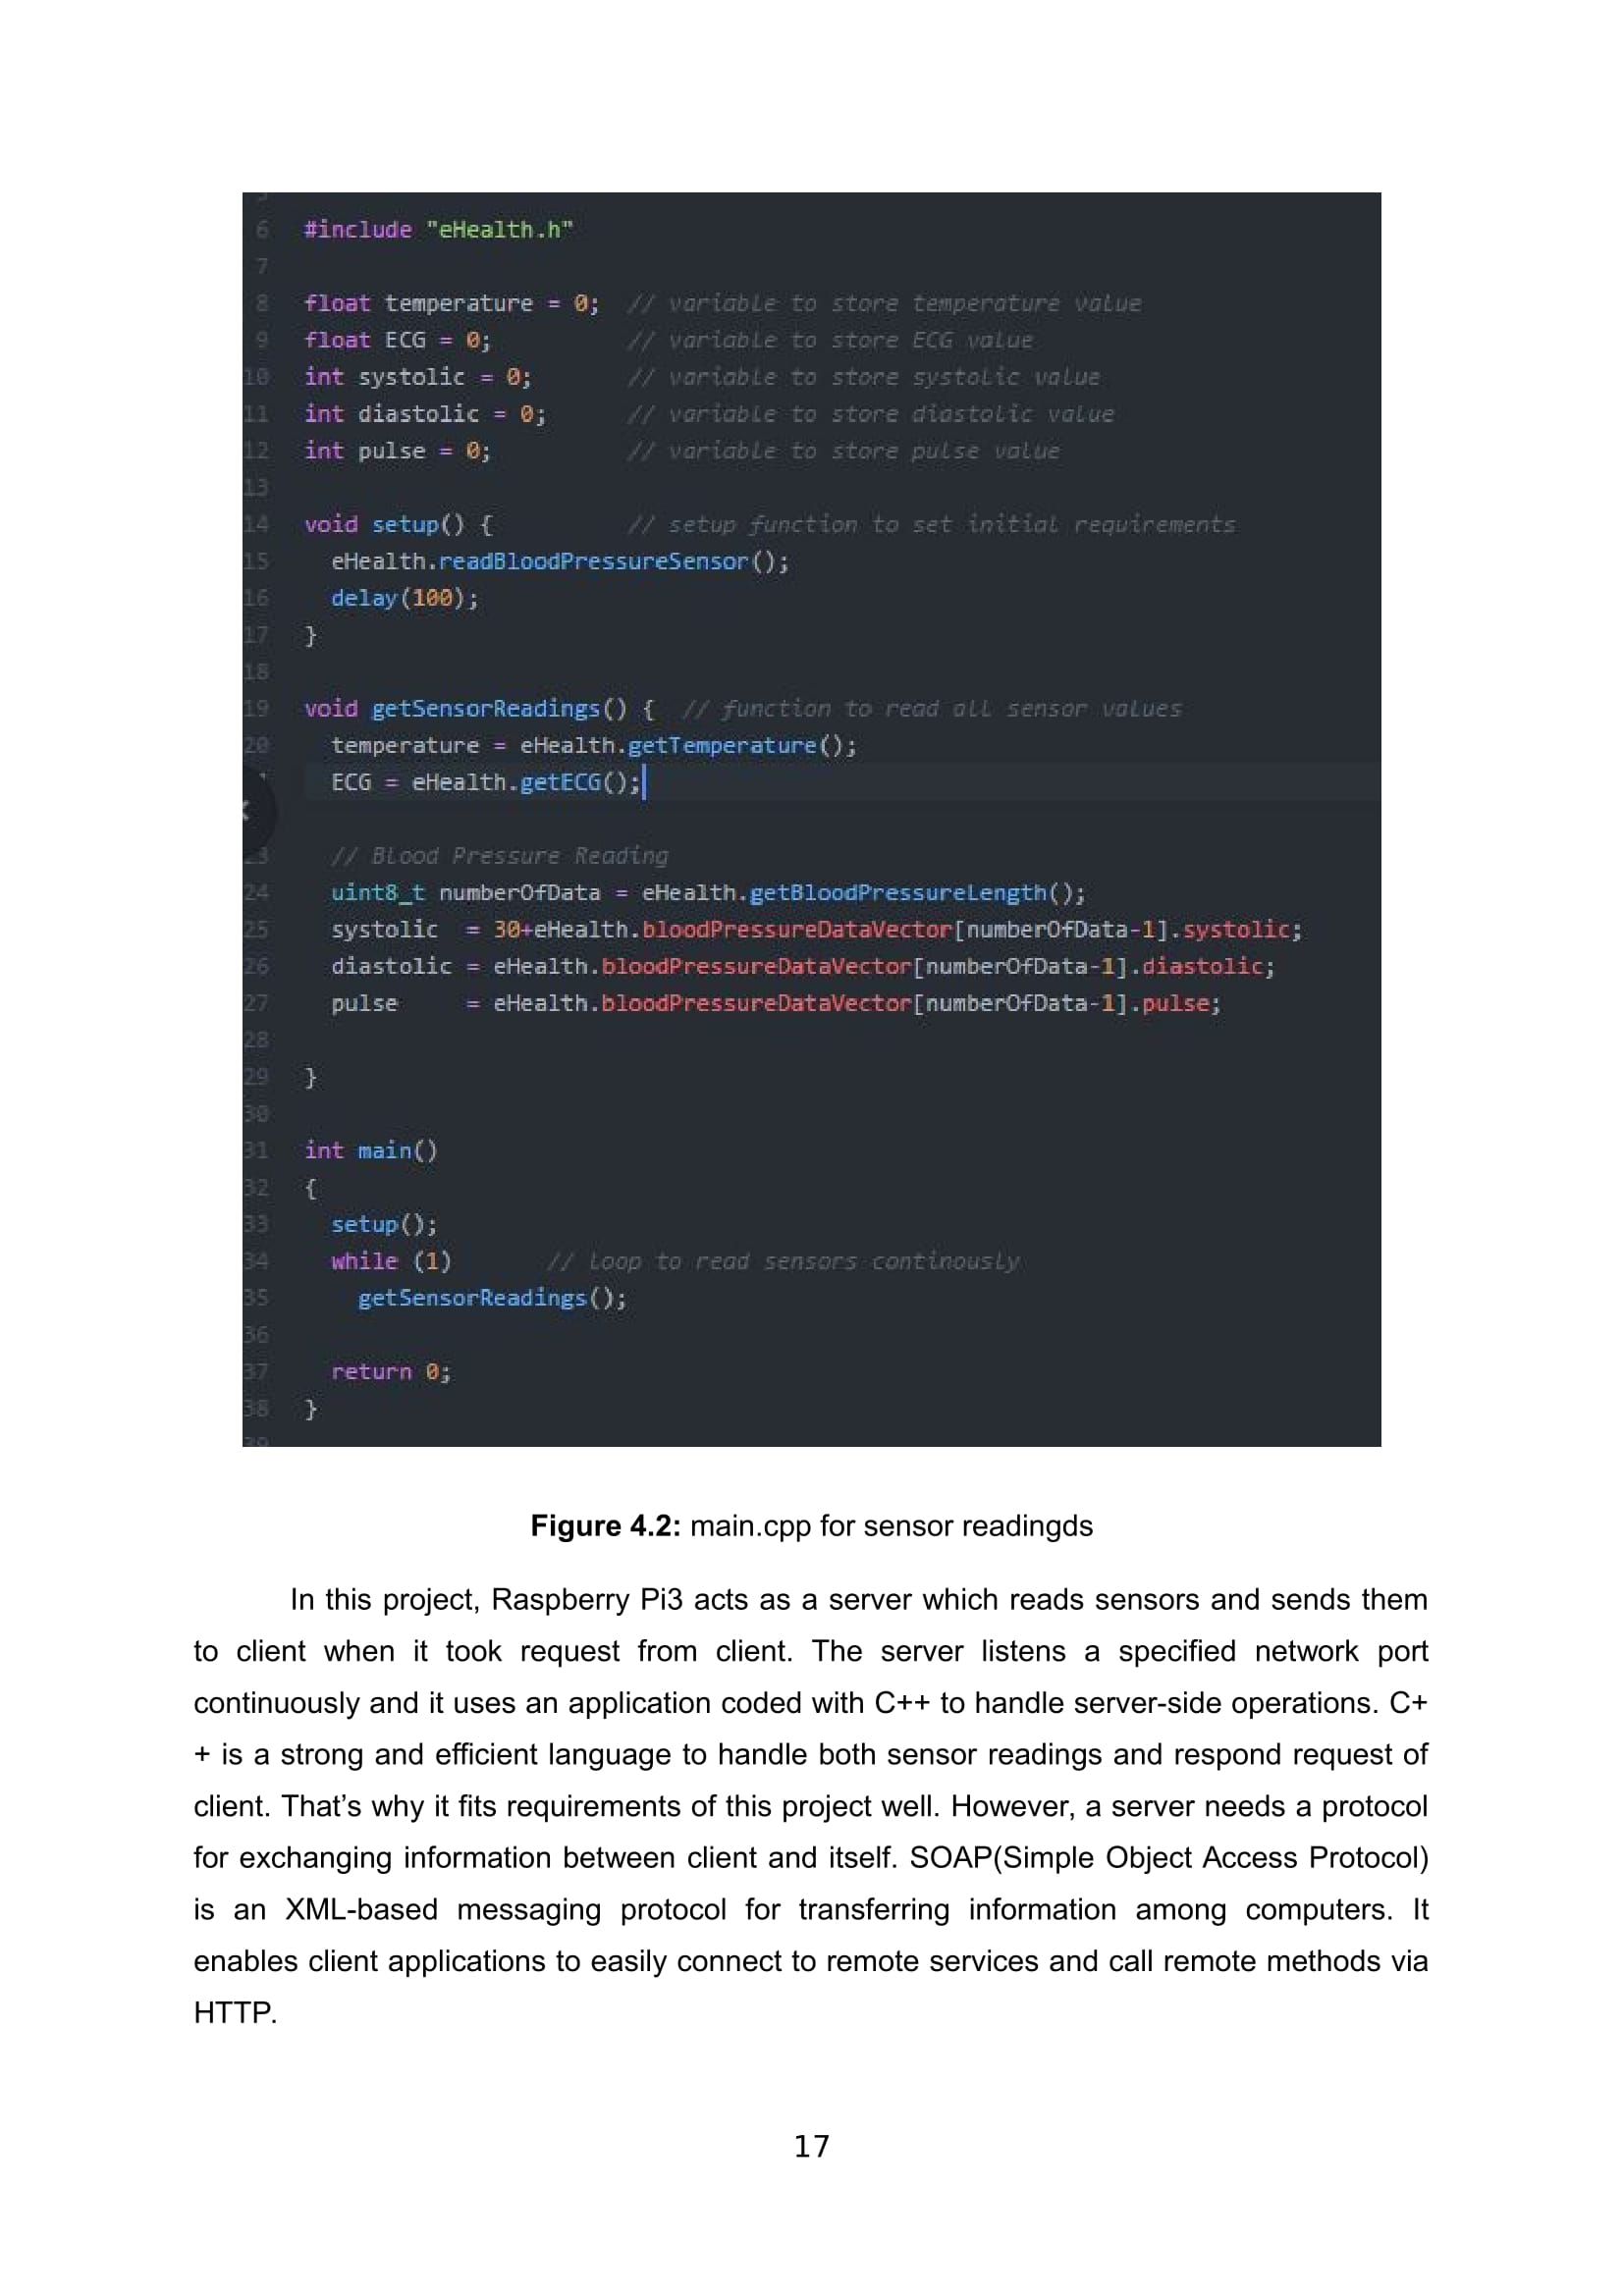 6 #include "eHealth.h"
7
8 float temperature = 0; // variable to store temperature value
9 float ECG = 0; // variable to store ECG value
10 int systolic = 0; // variable to store systolic value
11 int diastolic = 0; // variable to store diastolic value
12 int pulse = 0; // variable to store pulse value
13
14 void setup() { // setup function to set initial requirements
15 eHealth.readBloodPressureSensor();
16 delay(100);
17 }
18
19 void getSensorReadings() { // function to read all sensor values
20 temperature = eHealth.getTemperature();
ECG = eHealth.getECG();
23 // Blood Pressure Reading
24 uint8_t numberOfData = eHealth.getBloodPressureLength();
25 systolic = 30+eHealth.bloodPressureDataVector[numberOfData-1].systolic;
26 diastolic = eHealth.bloodPressureDataVector[numberOfData-1].diastolic;
27 pulse = eHealth.bloodPressureDataVector[numberOfData-1].pulse;
28
29 }
30
31 int main()
32 {
33 setup();
34 while (1) // loop to read sensors continously
35 getSensorReadings();
36
37 return 0;
38 }
Figure 4.2: main.cpp for sensor readingds
In this project, Raspberry Pi3 acts as a server which reads sensors and sends them
to client when it took request from client. The server listens a specified network port
continuously and it uses an application coded with C++ to handle server-side operations. C+
+ is a strong and efficient language to handle both sensor readings and respond request of
client. That's why it fits requirements of this project well. However, a server needs a protocol
for exchanging information between client and itself. SOAP(Simple Object Access Protocol)
is an XML-based messaging protocol for transferring information among computers. It
enables client applications to easily connect to remote services and call remote methods via
HTTP.
17